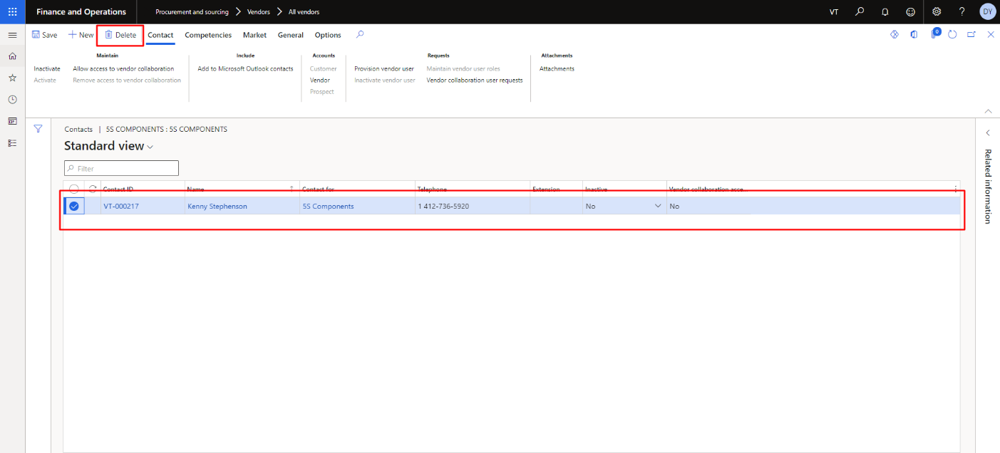 Finance and Operations
Procurement and sourcing > Vendors > All vendors
VT
?
DY
Save
New
Delete
Contact
Competencies
Market
General
Options
0
Maintain
Inactivate
Allow access to vendor collaboration
Activate
Remove access to vendor collaboration
Include
Add to Microsoft Outlook contacts
Accounts
Customer
Vendor
Prospect
Requests
Provision vendor user
Maintain vendor user roles
Inactivate vendor user
Vendor collaboration user requests
Attachments
Attachments
Contacts | 5S COMPONENTS : 5S COMPONENTS
Standard view
Filter
Contact ID Name ↑ Contact for Telephone Extension Inactive Vendor collaboration acce...
VT-000217 Kenny Stephenson 5S Components 1 412-736-5920 No No
Related information